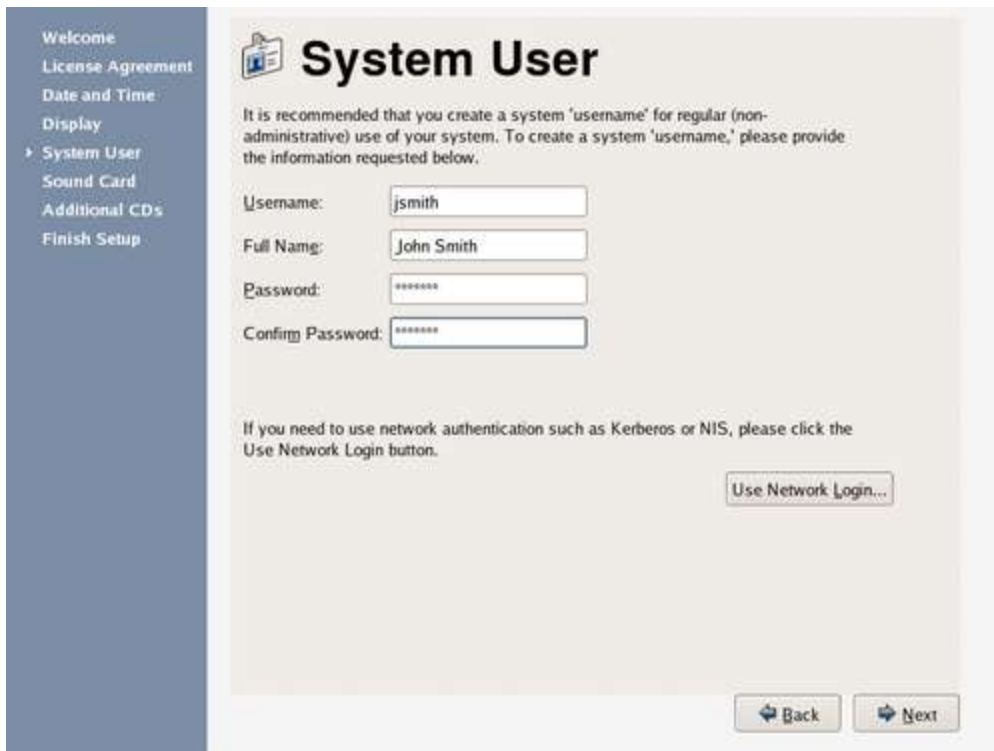 Welcome
License Agreement
Date and Time
Display
System User
Sound Card
Additional CDs
Finish Setup
System User
It is recommended that you create a system 'username' for regular (non-
administrative) use of your system. To create a system 'username,' please provide
the information requested below.
Username: jsmith
Full Name: John Smith
Password: *******
Confirm Password: *******
If you need to use network authentication such as Kerberos or NIS, please click the
Use Network Login button.
Use Network Login...
Back Next